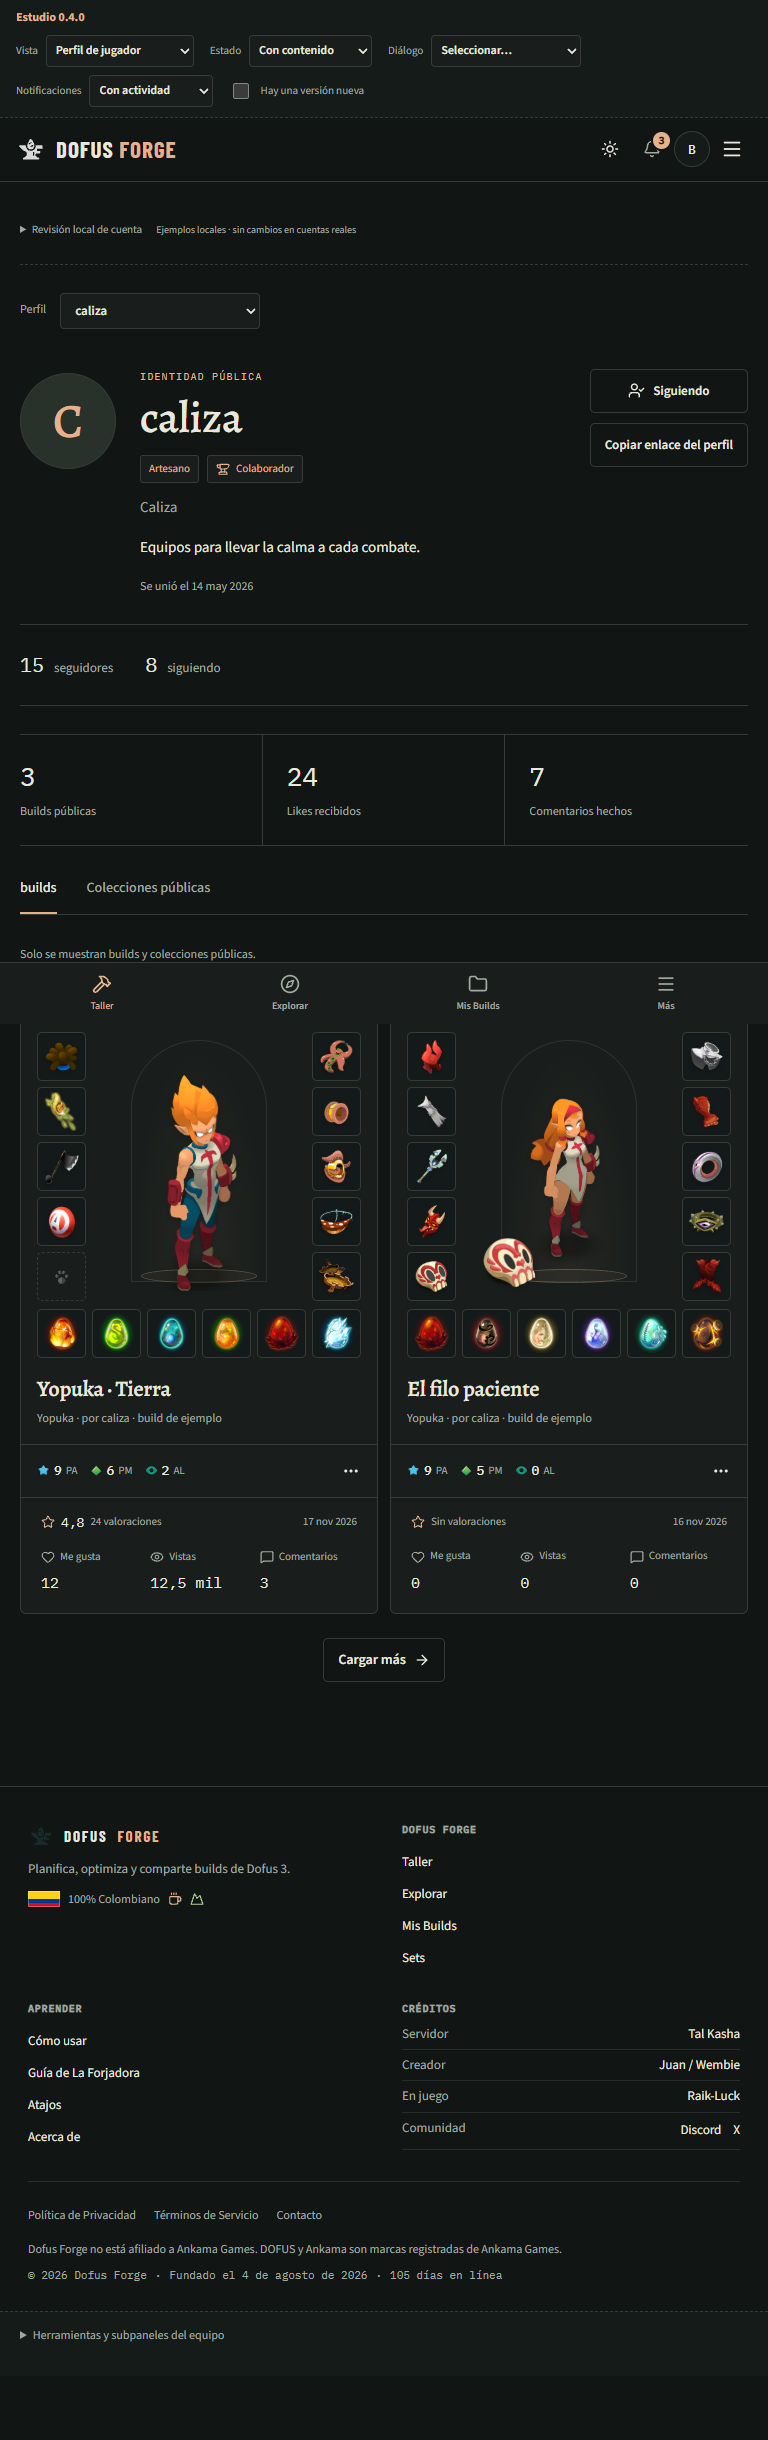 Estudio 0.4.0
Vista Perfil de jugador Estado Con contenido Diálogo Seleccionar...
Notificaciones Con actividad Hay una versión nueva
DOFUS FORGE 3 B
Revisión local de cuenta Ejemplos locales · sin cambios en cuentas reales
Perfil caliza
C
IDENTIDAD PÚBLICA
caliza
Artesano Colaborador
Caliza
Equipos para llevar la calma a cada combate.
Se unió el 14 may 2026
Siguiendo
Copiar enlace del perfil
15 seguidores 8 siguiendo
3
Builds públicas
24
Likes recibidos
7
Comentarios hechos
builds Colecciones públicas
Solo se muestran builds y colecciones públicas.
Taller Explorar Mis Builds Más
Yopuka · Tierra
Yopuka · por caliza · build de ejemplo
9 PA 6 PM 2 AL
4,8 24 valoraciones 17 nov 2026
Me gusta Vistas Comentarios
12 12,5 mil 3
El filo paciente
Yopuka · por caliza · build de ejemplo
9 PA 5 PM 0 AL
Sin valoraciones 16 nov 2026
Me gusta Vistas Comentarios
0 0 0
Cargar más
DOFUS FORGE
Planifica, optimiza y comparte builds de Dofus 3.
100% Colombiano
DOFUS FORGE
Taller
Explorar
Mis Builds
Sets
APRENDER
Cómo usar
Guía de La Forjadora
Atajos
Acerca de
CRÉDITOS
Servidor Tal Kasha
Creador Juan / Wembie
En juego Raik-Luck
Comunidad Discord X
Política de Privacidad Términos de Servicio Contacto
Dofus Forge no está afiliado a Ankama Games. DOFUS y Ankama son marcas registradas de Ankama Games.
© 2026 Dofus Forge · Fundado el 4 de agosto de 2026 · 105 días en línea
Herramientas y subpaneles del equipo